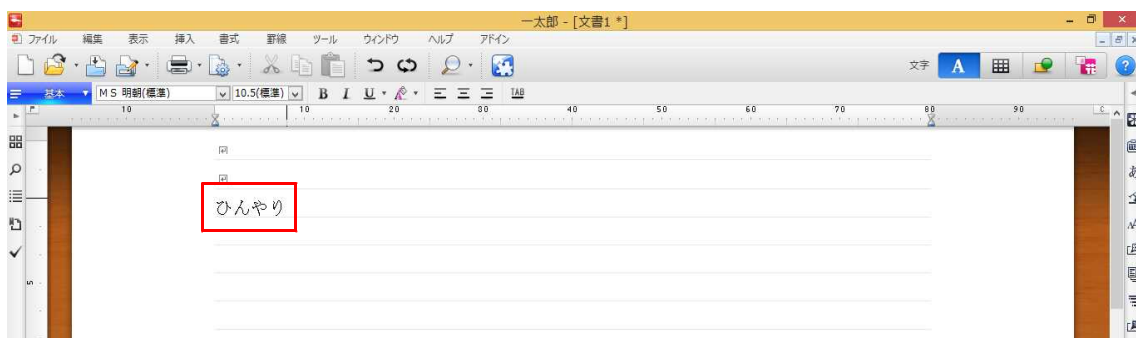 一太郎 - [文書1 *]
ファイル 編集 表示 挿入 書式 罫線 ツール ウィンドウ ヘルプ アドイン
文字 A ?
基本 ＭＳ 明朝(標準) 10.5(標準) B I U TAB
10 10 20 30 40 50 60 70 80 90
ひんやり
5